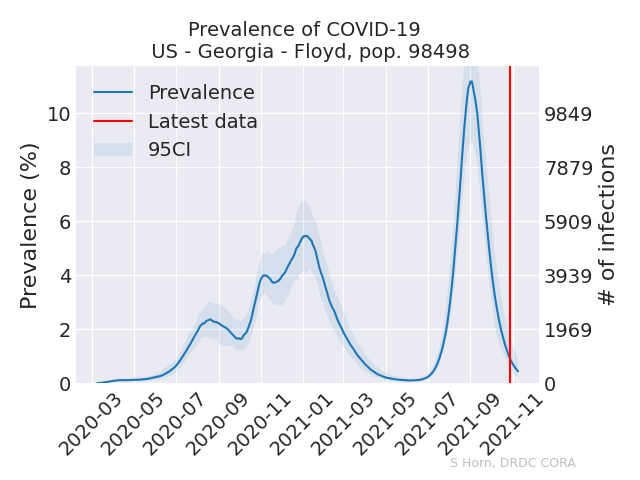 Prevalence of COVID-19
US - Georgia - Floyd, pop. 98498
Prevalence
Latest data
95CI
Prevalence (%)
10
8
6
4
2
0
9849
7879
5909
3939
1969
0
# of infections
2020-03
2020-05
2020-07
2020-09
2020-11
2021-01
2021-03
2021-05
2021-07
2021-09
2021-11
S Horn, DRDC CORA